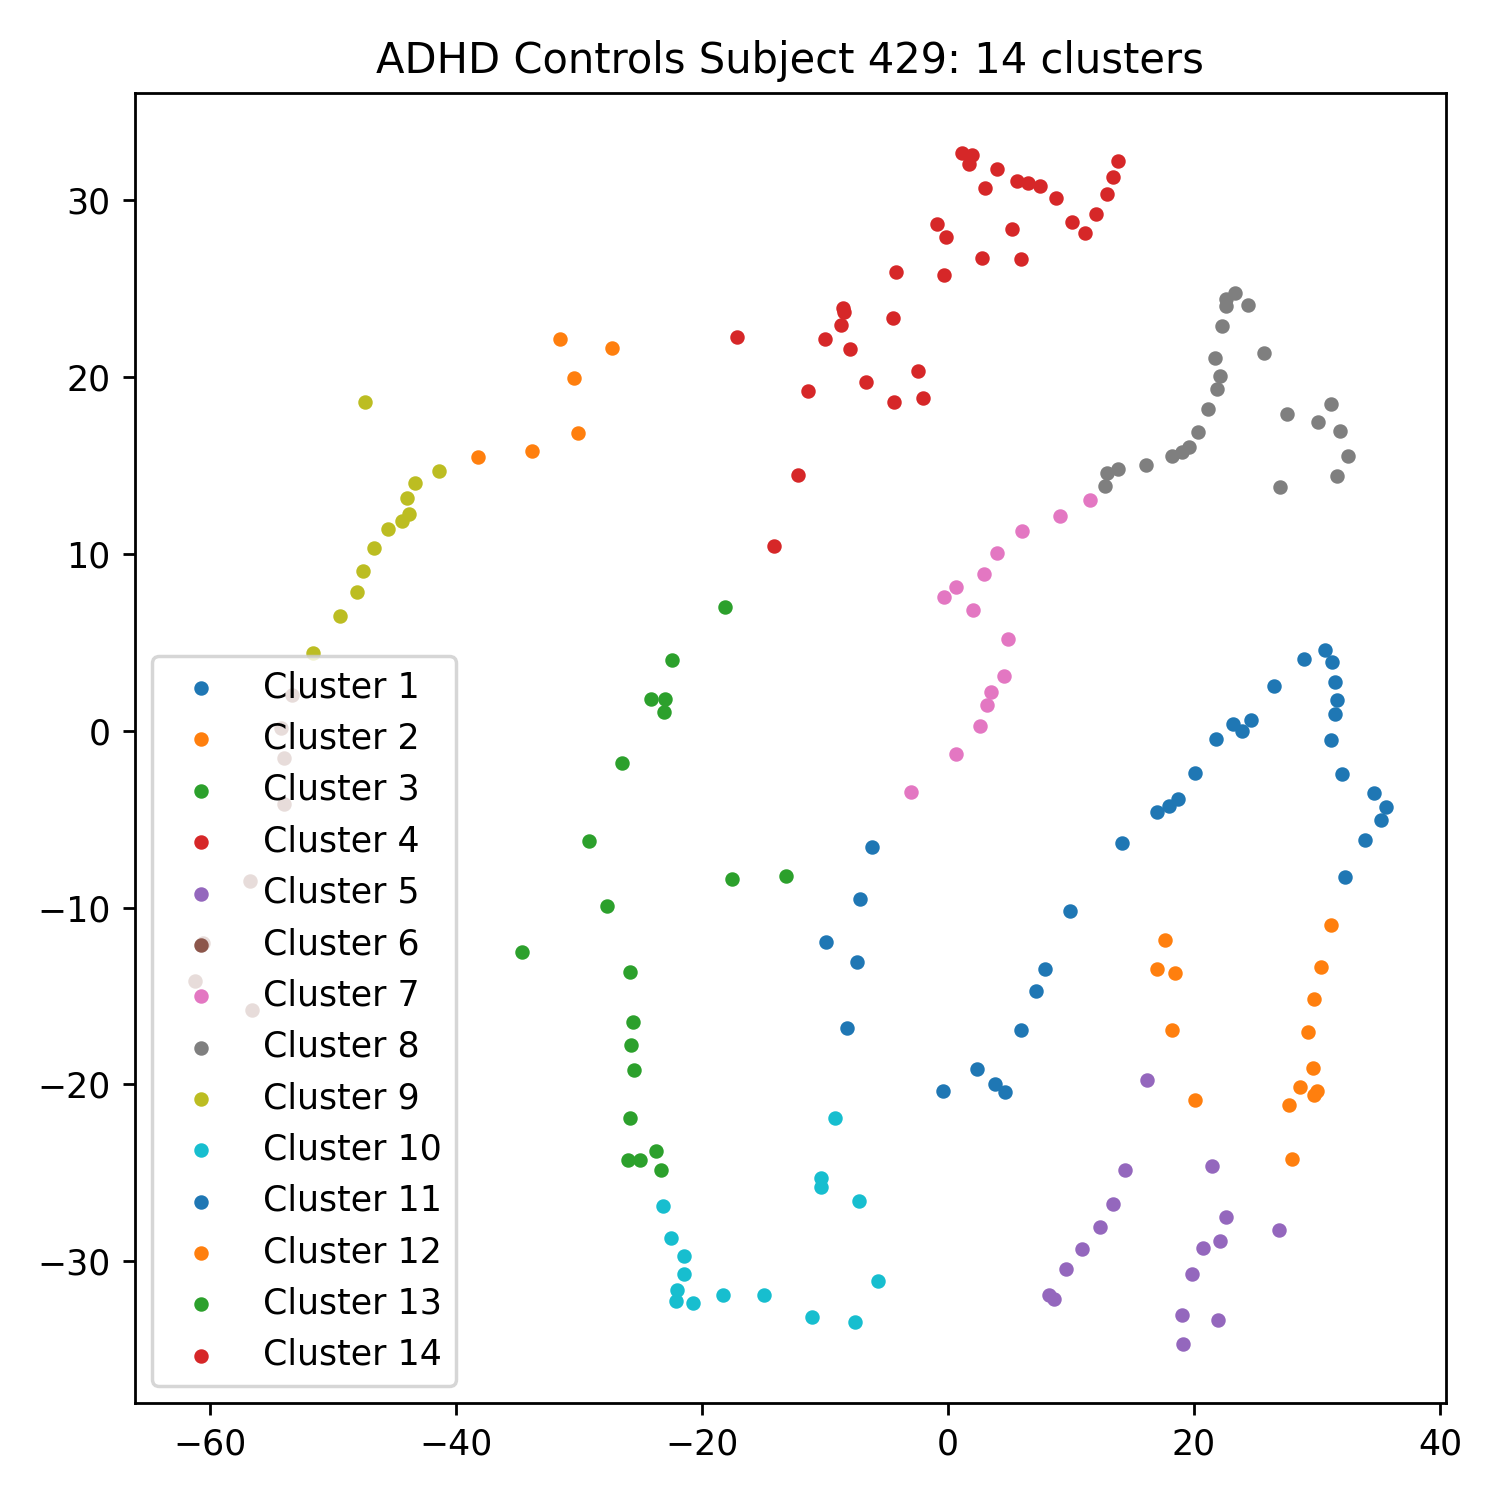 ADHD Controls Subject 429: 14 clusters
30
20
10
0
−10
−20
−30
Cluster 1
Cluster 2
Cluster 3
Cluster 4
Cluster 5
Cluster 6
Cluster 7
Cluster 8
Cluster 9
Cluster 10
Cluster 11
Cluster 12
Cluster 13
Cluster 14
−60 −40 −20 0 20 40